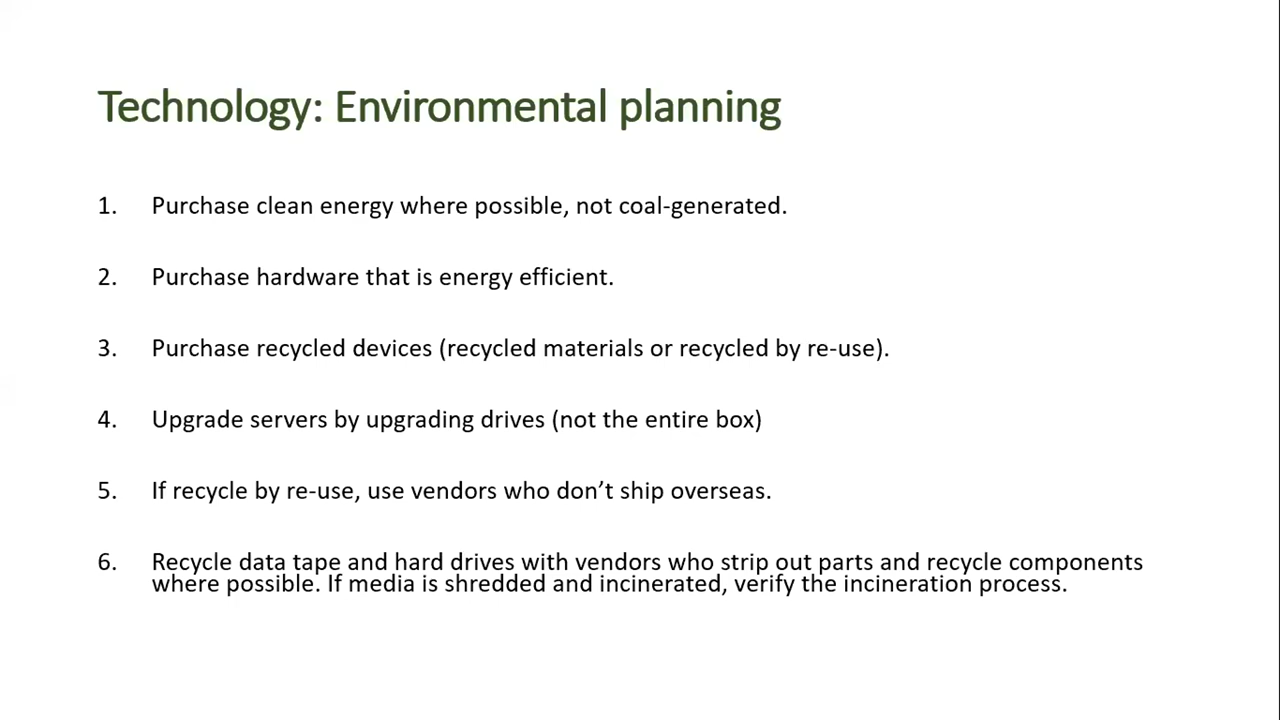 Technology: Environmental planning
1. Purchase clean energy where possible, not coal-generated.
2. Purchase hardware that is energy efficient.
3. Purchase recycled devices (recycled materials or recycled by re-use).
4. Upgrade servers by upgrading drives (not the entire box)
5. If recycle by re-use, use vendors who don’t ship overseas.
6. Recycle data tape and hard drives with vendors who strip out parts and recycle components
where possible. If media is shredded and incinerated, verify the incineration process.